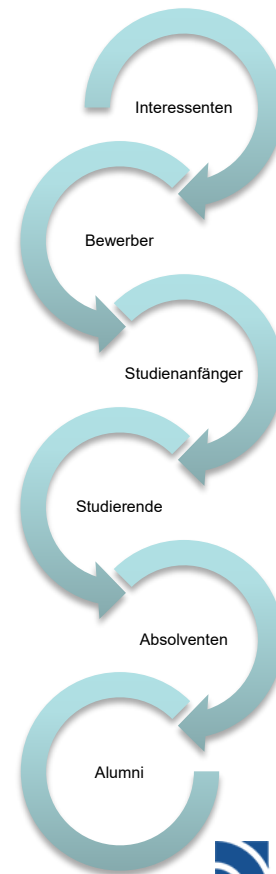 Interessenten
Bewerber
Studienanfänger
Studierende
Absolventen
Alumni